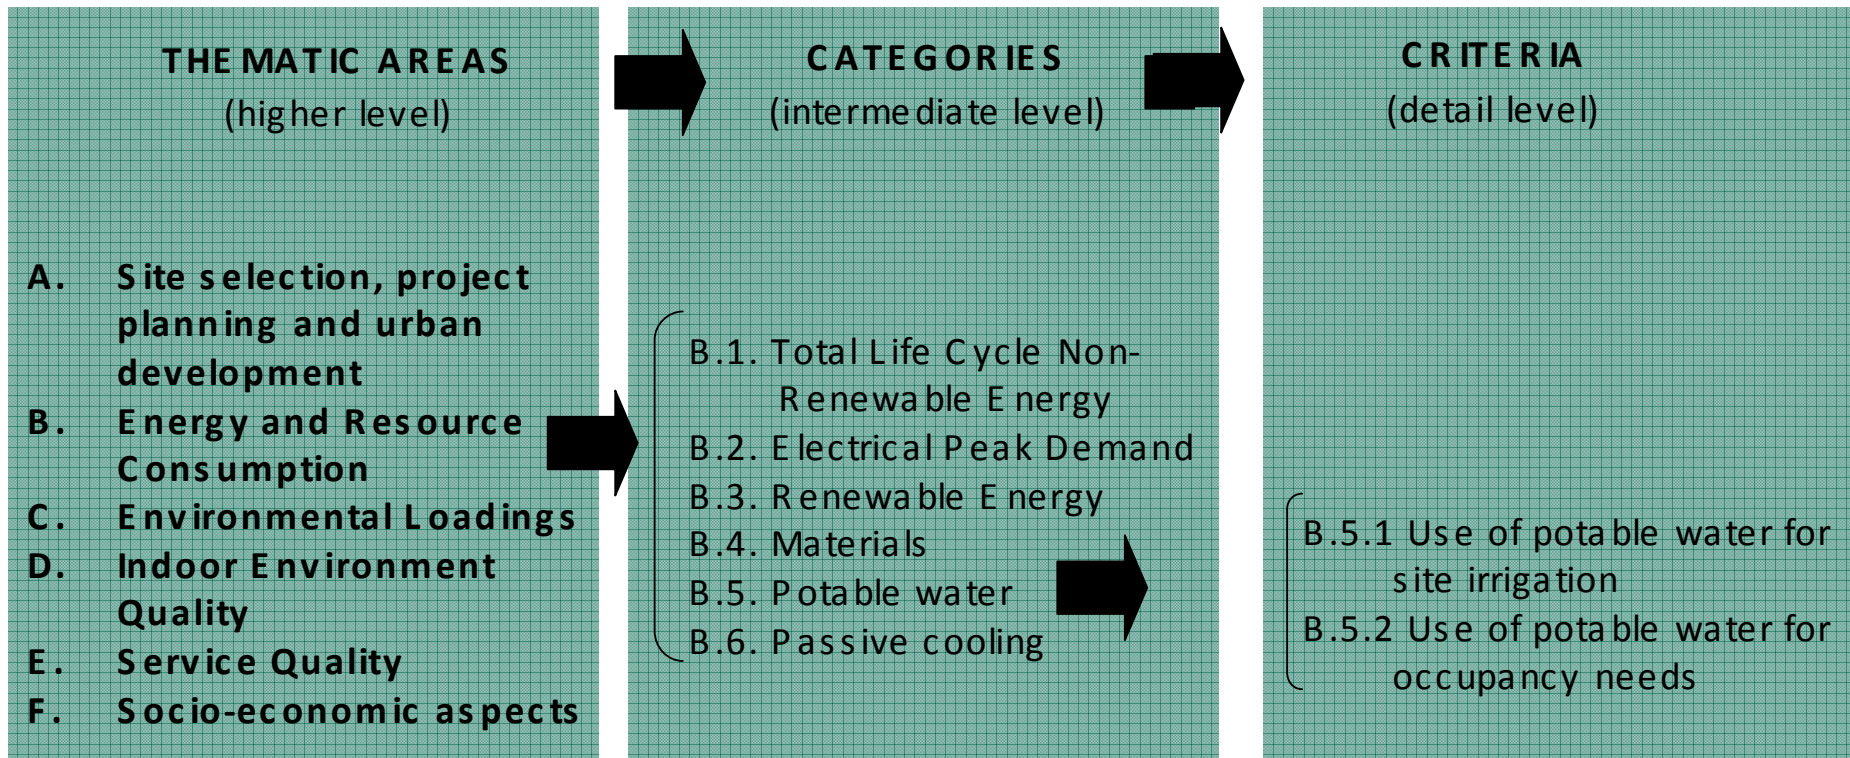 THEMATIC AREAS
(higher level)
A. Site selection, project
planning and urban
development
B. Energy and Resource
Consumption
C. Environmental Loadings
D. Indoor Environment
Quality
E. Service Quality
F. Socio-economic aspects
CATEGORIES
(intermediate level)
B.1. Total Life Cycle Non-
Renewable Energy
B.2. Electrical Peak Demand
B.3. Renewable Energy
B.4. Materials
B.5. Potable water
B.6. Passive cooling
CRITERIA
(detail level)
B.5.1 Use of potable water for
site irrigation
B.5.2 Use of potable water for
occupancy needs